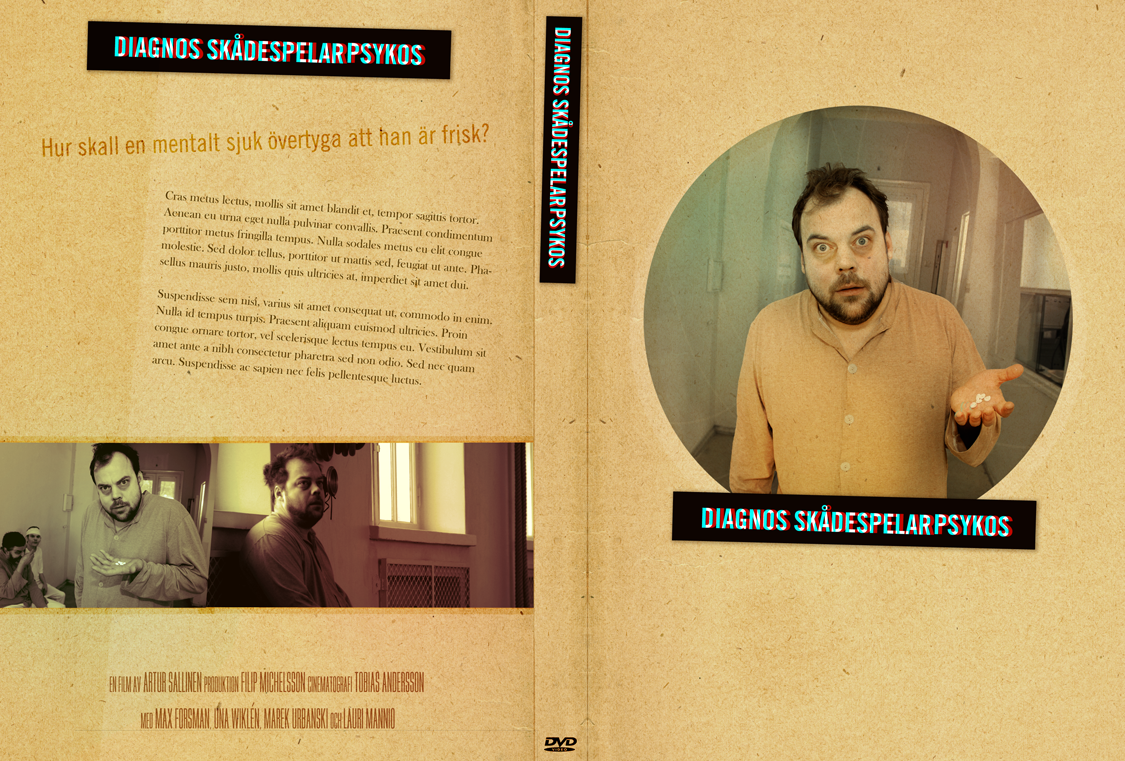 DIAGNOS SKÅDESPELARPSYKOS
Hur skall en mentalt sjuk övertyga att han är frisk?
Cras metus lectus, mollis sit amet blandit et, tempor sagittis tortor.
Aenean eu urna eget nulla pulvinar convallis. Praesent condimentum
porttitor metus fringilla tempus. Nulla sodales metus eu elit congue
molestie. Sed dolor tellus, porttitor ut mattis sed, feugiat ut ante. Pha-
sellus mauris justo, mollis quis ultricies at, imperdiet sit amet dui.
Suspendisse sem nisl, varius sit amet consequat ut, commodo in enim.
Nulla id tempus turpis. Praesent aliquam euismod ultricies. Proin
congue ornare tortor, vel scelerisque lectus tempus eu. Vestibulum sit
amet ante a nibh consectetur pharetra sed non odio. Sed nec quam
arcu. Suspendisse ac sapien nec felis pellentesque luctus.
EN FILM AV ARTUR SALLINEN PRODUKTION FILIP MICHELSSON CINEMATOGRAFI TOBIAS ANDERSSON
MED MAX FORSMAN, UNA WIKLÉN, MAREK URBANSKI OCH LAURI MANNIO
DIAGNOS SKÅDESPELARPSYKOS
DVD
VIDEO
DIAGNOS SKÅDESPELARPSYKOS